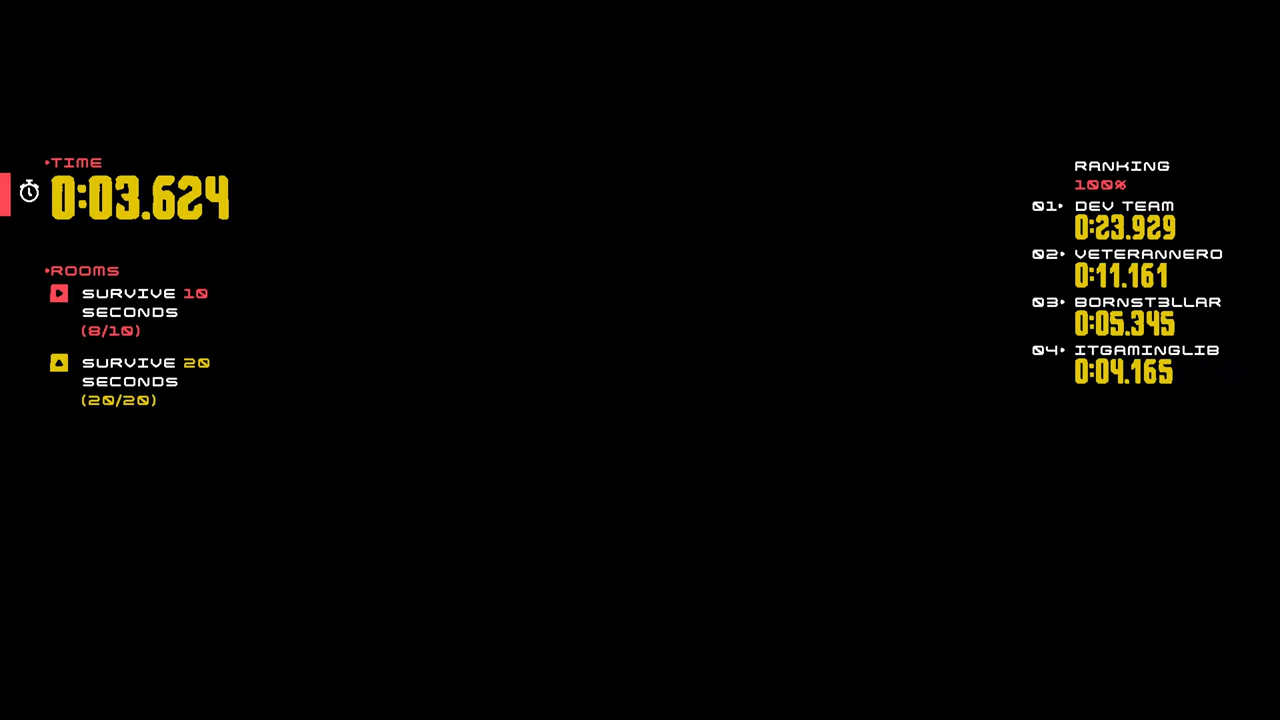 TIME
0:03.624
ROOMS
SURVIVE 10
SECONDS
(8/10)
SURVIVE 20
SECONDS
(20/20)
RANKING
100%
01 DEV TEAM
0:23.929
02 VETERANNERO
0:11.161
03 BORNST3LLAR
0:05.345
04 ITGAMINGLIB
0:04.165